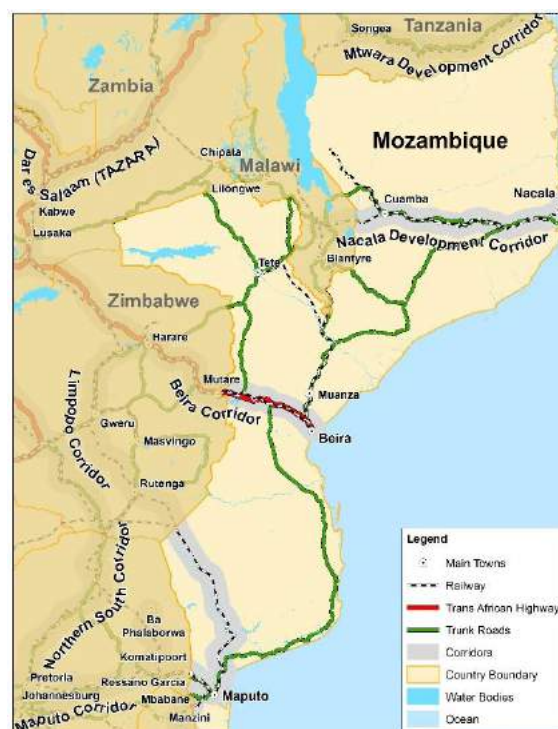 Songea
Tanzania
Mtwara Development Corridor
Zambia
Mozambique
Chipata
Malawi
Dar es Salaam (TAZARA)
Lilongwe
Cuamba
Nacala
Kabwe
Lusaka
Nacala Development Corridor
Blantyre
Tete
Zimbabwe
Harare
Mutare
Muanza
Beira Corridor
Beira
Limpopo Corridor
Gweru
Masvingo
Rutenga
Northern South Corridor
Ba
Phalaborwa
Komatipoort
Pretoria
Ressano Garcia
Johannesburg
Mbabane
Maputo
Maputo Corridor
Manzini
Legend
Main Towns
Railway
Trans African Highway
Trunk Roads
Corridors
Country Boundary
Water Bodies
Ocean